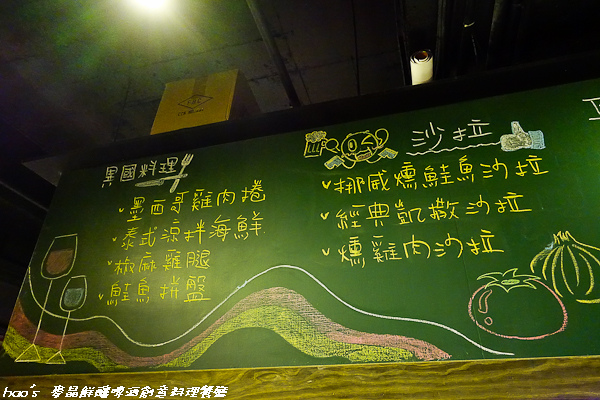 異國料理
墨西哥雞肉捲
泰式涼拌海鮮
椒麻雞腿
鮭魚拼盤
沙拉
挪威燻鮭魚沙拉
經典凱撒沙拉
燻雞肉沙拉
hao's 麥晶鮮釀啤酒創意料理餐廳